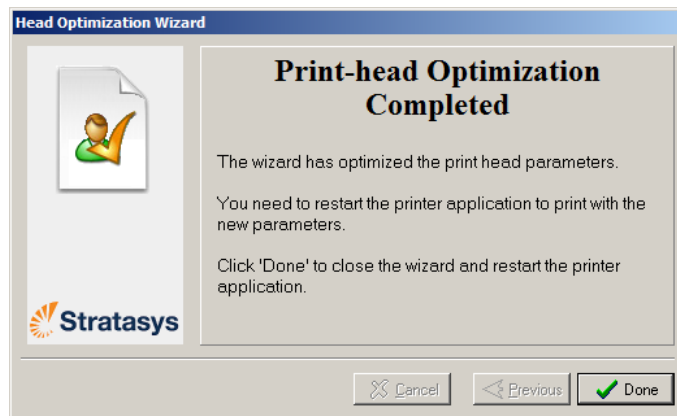 Head Optimization Wizard
Print-head Optimization
Completed
The wizard has optimized the print head parameters.
You need to restart the printer application to print with the
new parameters.
Click 'Done' to close the wizard and restart the printer
application.
Stratasys
Cancel
Previous
Done